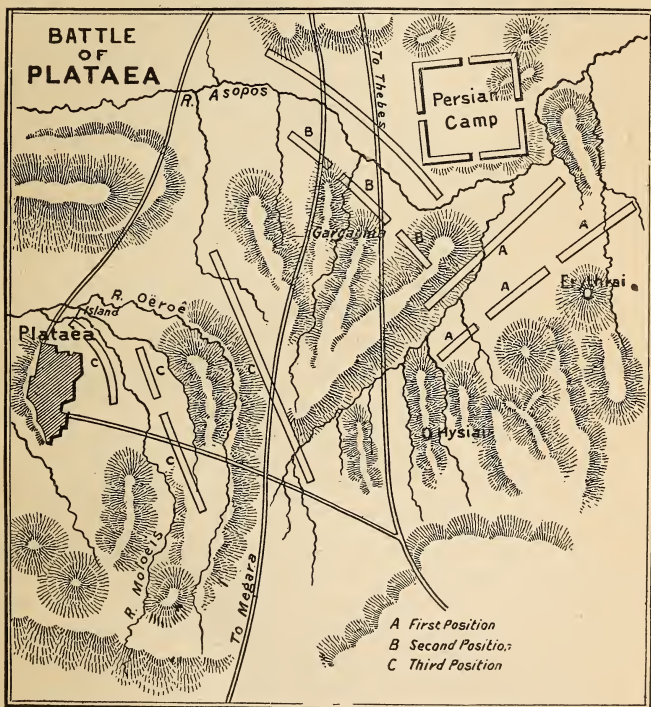 BATTLE
OF
PLATAEA
R. Asopos
To Thebes
Persian
Camp
B
B
Gargaphia
B
A
A
A
A
Erythrai
R. Oëroë
Island
Plataea
C
C
C
C
Hysiai
R. Moloeis
To Megara
A First Position
B Second Position
C Third Position